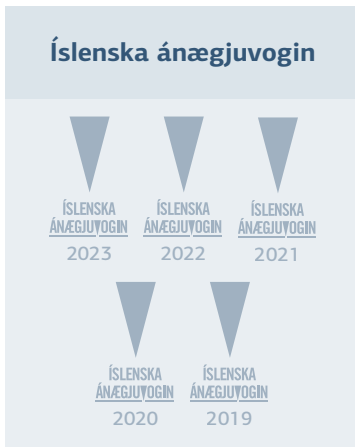 Íslenska ánægjuvogin
ÍSLENSKA
ÁNÆGJUVOGIN
2023
ÍSLENSKA
ÁNÆGJUVOGIN
2022
ÍSLENSKA
ÁNÆGJUVOGIN
2021
ÍSLENSKA
ÁNÆGJUVOGIN
2020
ÍSLENSKA
ÁNÆGJUVOGIN
2019